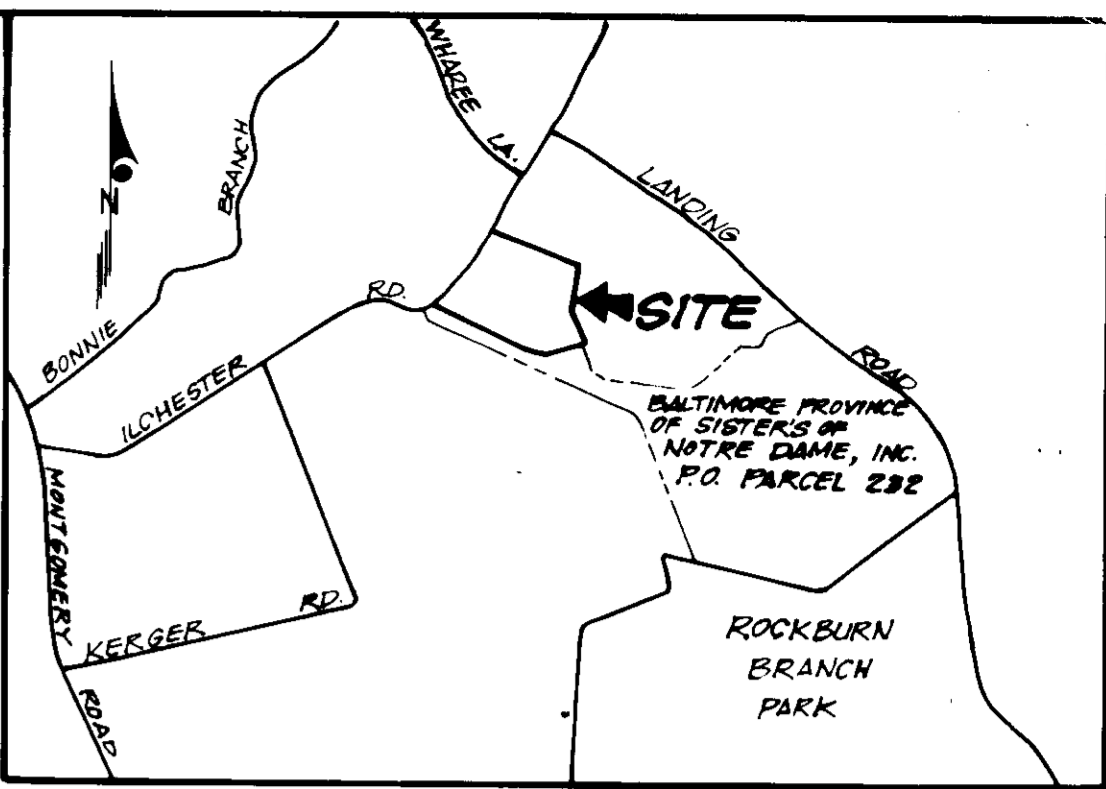 WHAREE LA.
N
BRANCH
LANDING
RD.
SITE
BONNIE
ILCHESTER
ROAD
BALTIMORE PROVINCE
OF SISTER'S OF
NOTRE DAME, INC.
P.O. PARCEL 232
MONTGOMERY
RD.
KERGER
ROCKBURN
BRANCH
PARK
ROAD